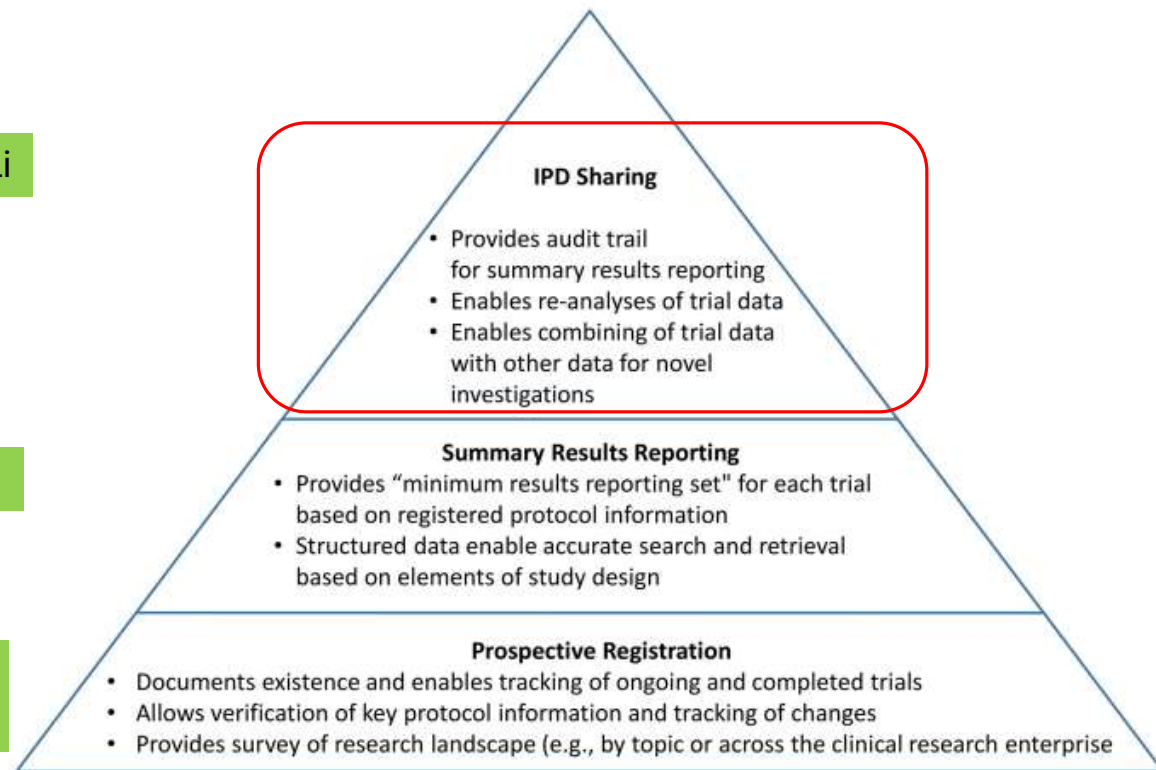 IPD Sharing
• Provides audit trail
for summary results reporting
• Enables re-analyses of trial data
• Enables combining of trial data
with other data for novel
investigations
Summary Results Reporting
• Provides “minimum results reporting set" for each trial
based on registered protocol information
• Structured data enable accurate search and retrieval
based on elements of study design
Prospective Registration
• Documents existence and enables tracking of ongoing and completed trials
• Allows verification of key protocol information and tracking of changes
• Provides survey of research landscape (e.g., by topic or across the clinical research enterprise